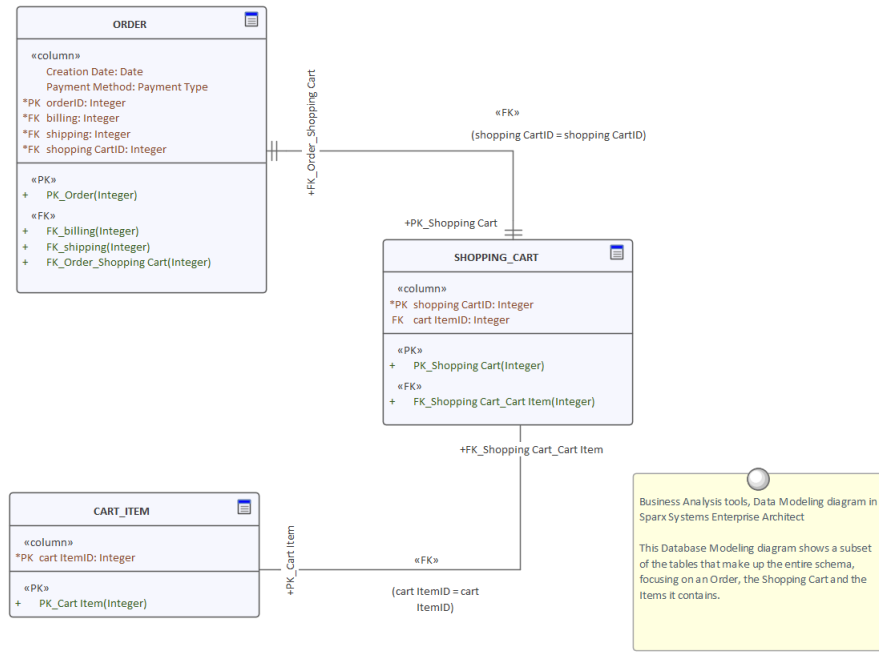 ORDER
«column»
Creation Date: Date
Payment Method: Payment Type
*PK orderID: Integer
*FK billing: Integer
*FK shipping: Integer
*FK shopping CartID: Integer
«PK»
+ PK_Order(Integer)
«FK»
+ FK_billing(Integer)
+ FK_shipping(Integer)
+ FK_Order_Shopping Cart(Integer)
+FK_Order_Shopping Cart
«FK»
(shopping CartID = shopping CartID)
+PK_Shopping Cart
SHOPPING_CART
«column»
*PK shopping CartID: Integer
FK cart ItemID: Integer
«PK»
+ PK_Shopping Cart(Integer)
«FK»
+ FK_Shopping Cart_Cart Item(Integer)
+FK_Shopping Cart_Cart Item
CART_ITEM
«column»
*PK cart ItemID: Integer
«PK»
+ PK_Cart Item(Integer)
+PK_Cart Item
«FK»
(cart ItemID = cart
ItemID)
Business Analysis tools, Data Modeling diagram in
Sparx Systems Enterprise Architect
This Database Modeling diagram shows a subset
of the tables that make up the entire schema,
focusing on an Order, the Shopping Cart and the
Items it contains.